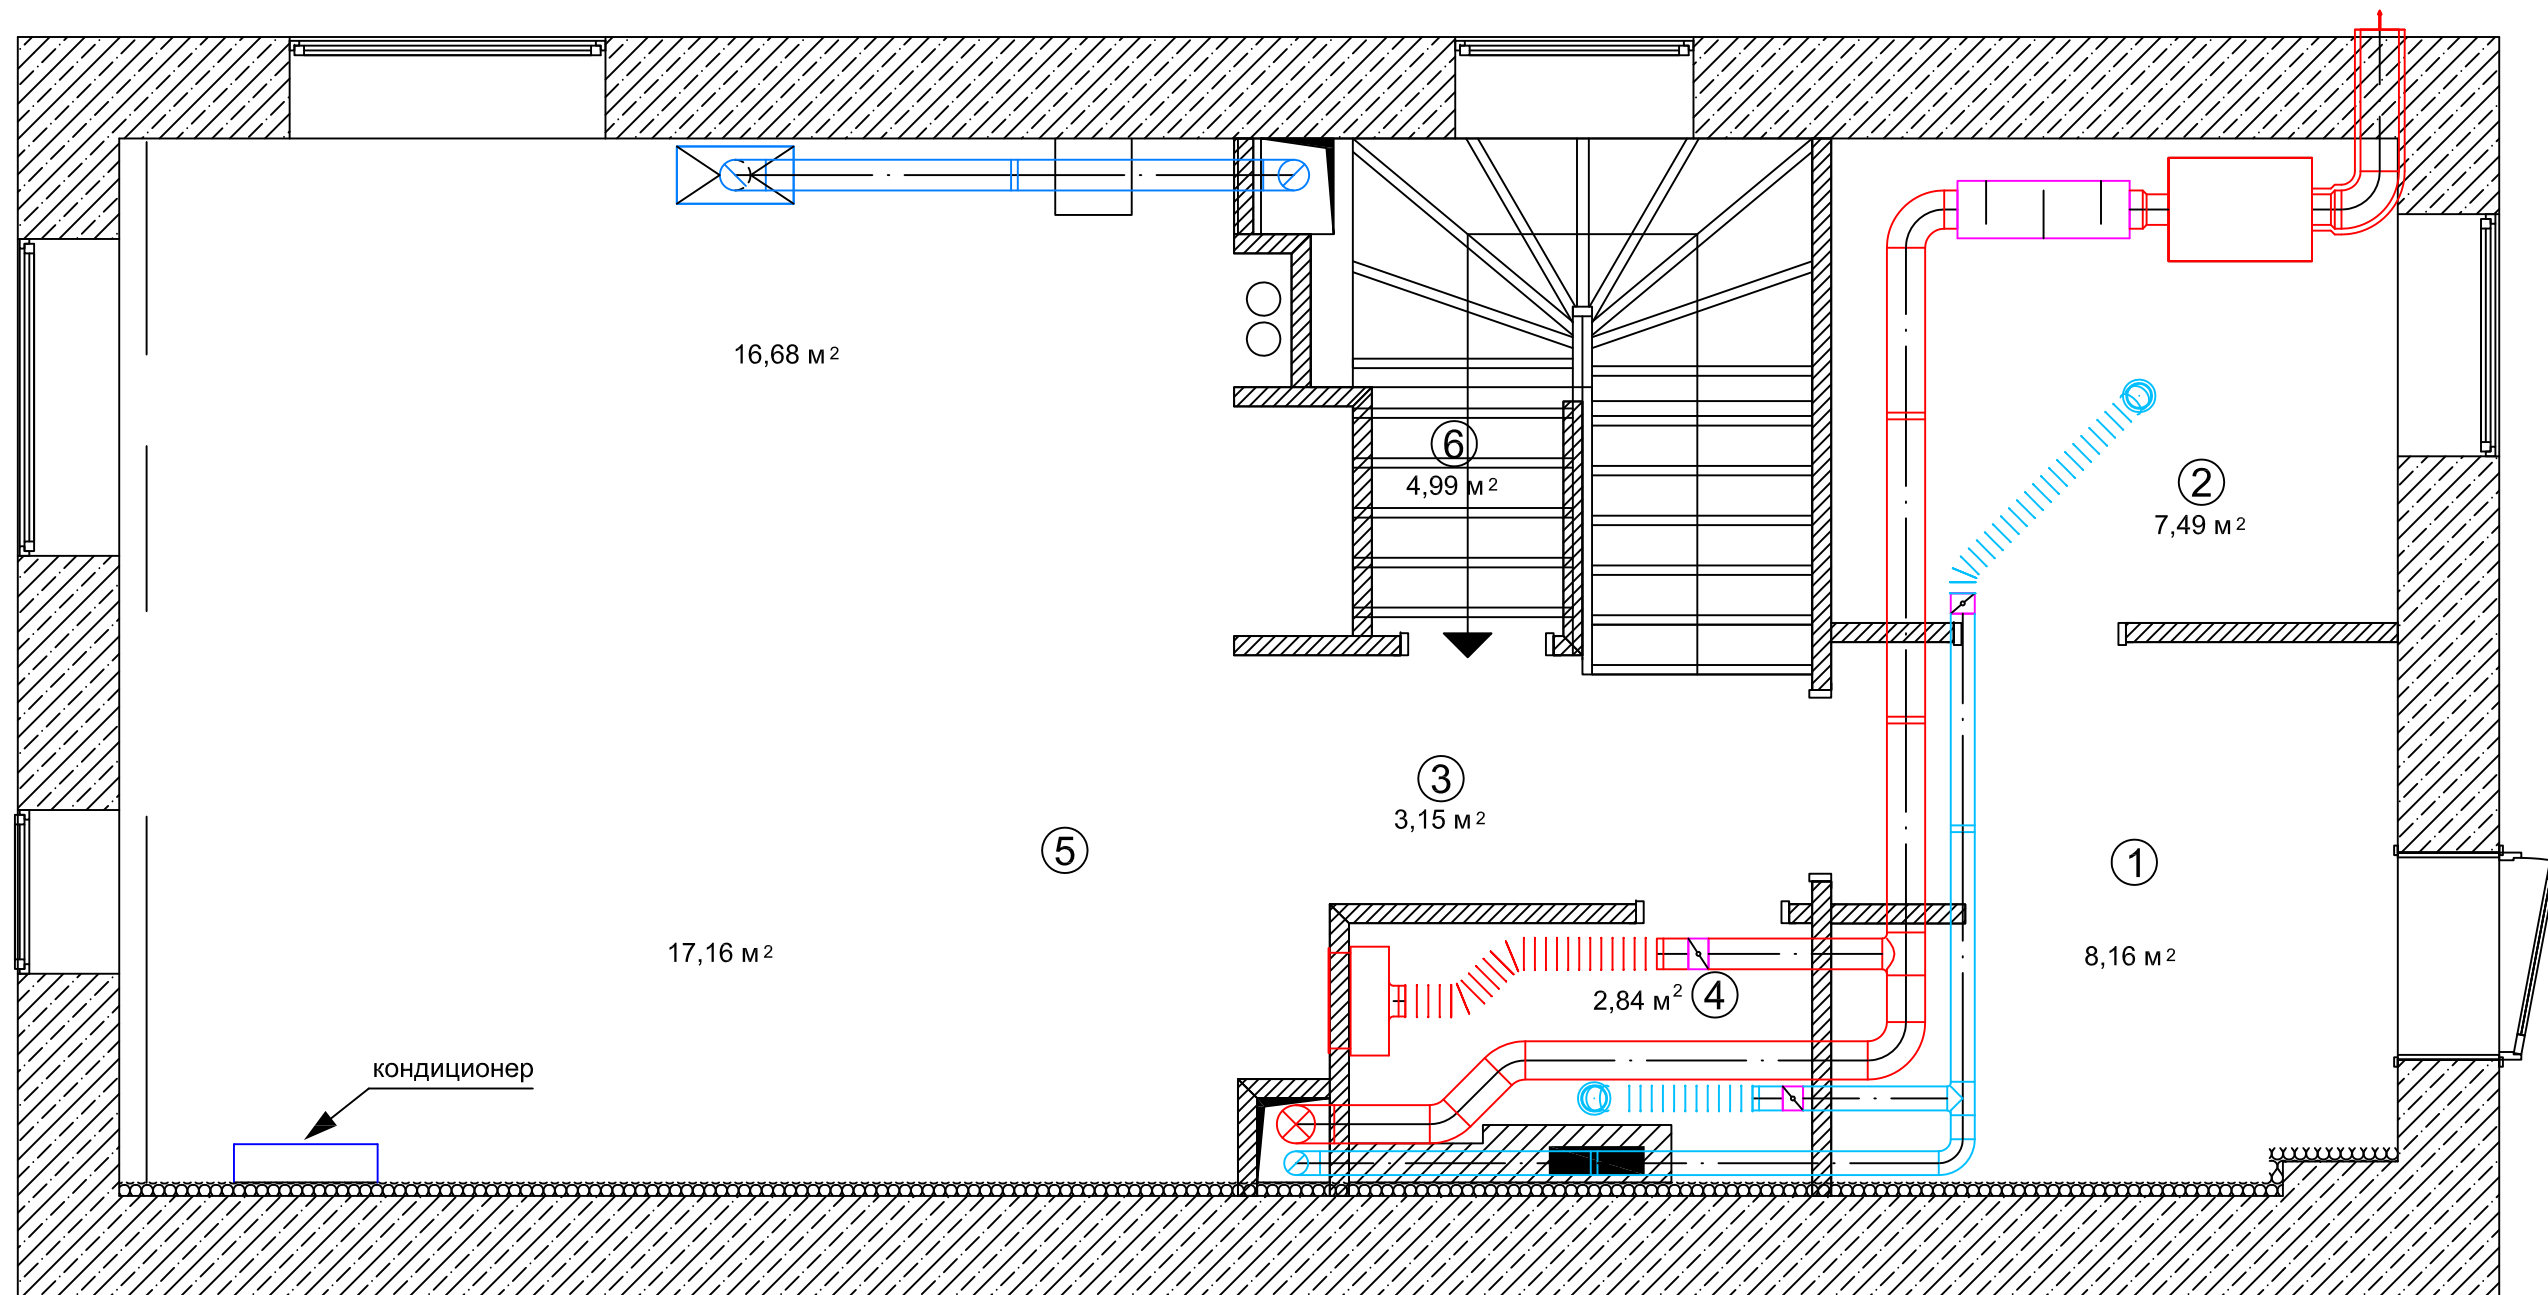 16,68 м²
6
4,99 м²
2
7,49 м²
3
3,15 м²
5
1
17,16 м²
8,16 м²
2,84 м²
4
кондиционер